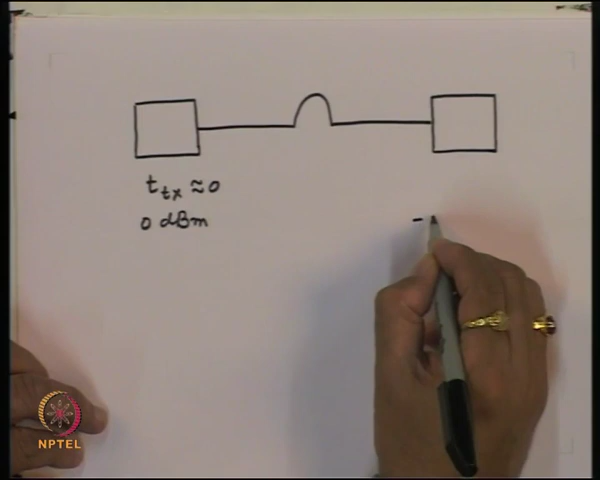 t_tx ≈ 0
0 dBm
-
NPTEL